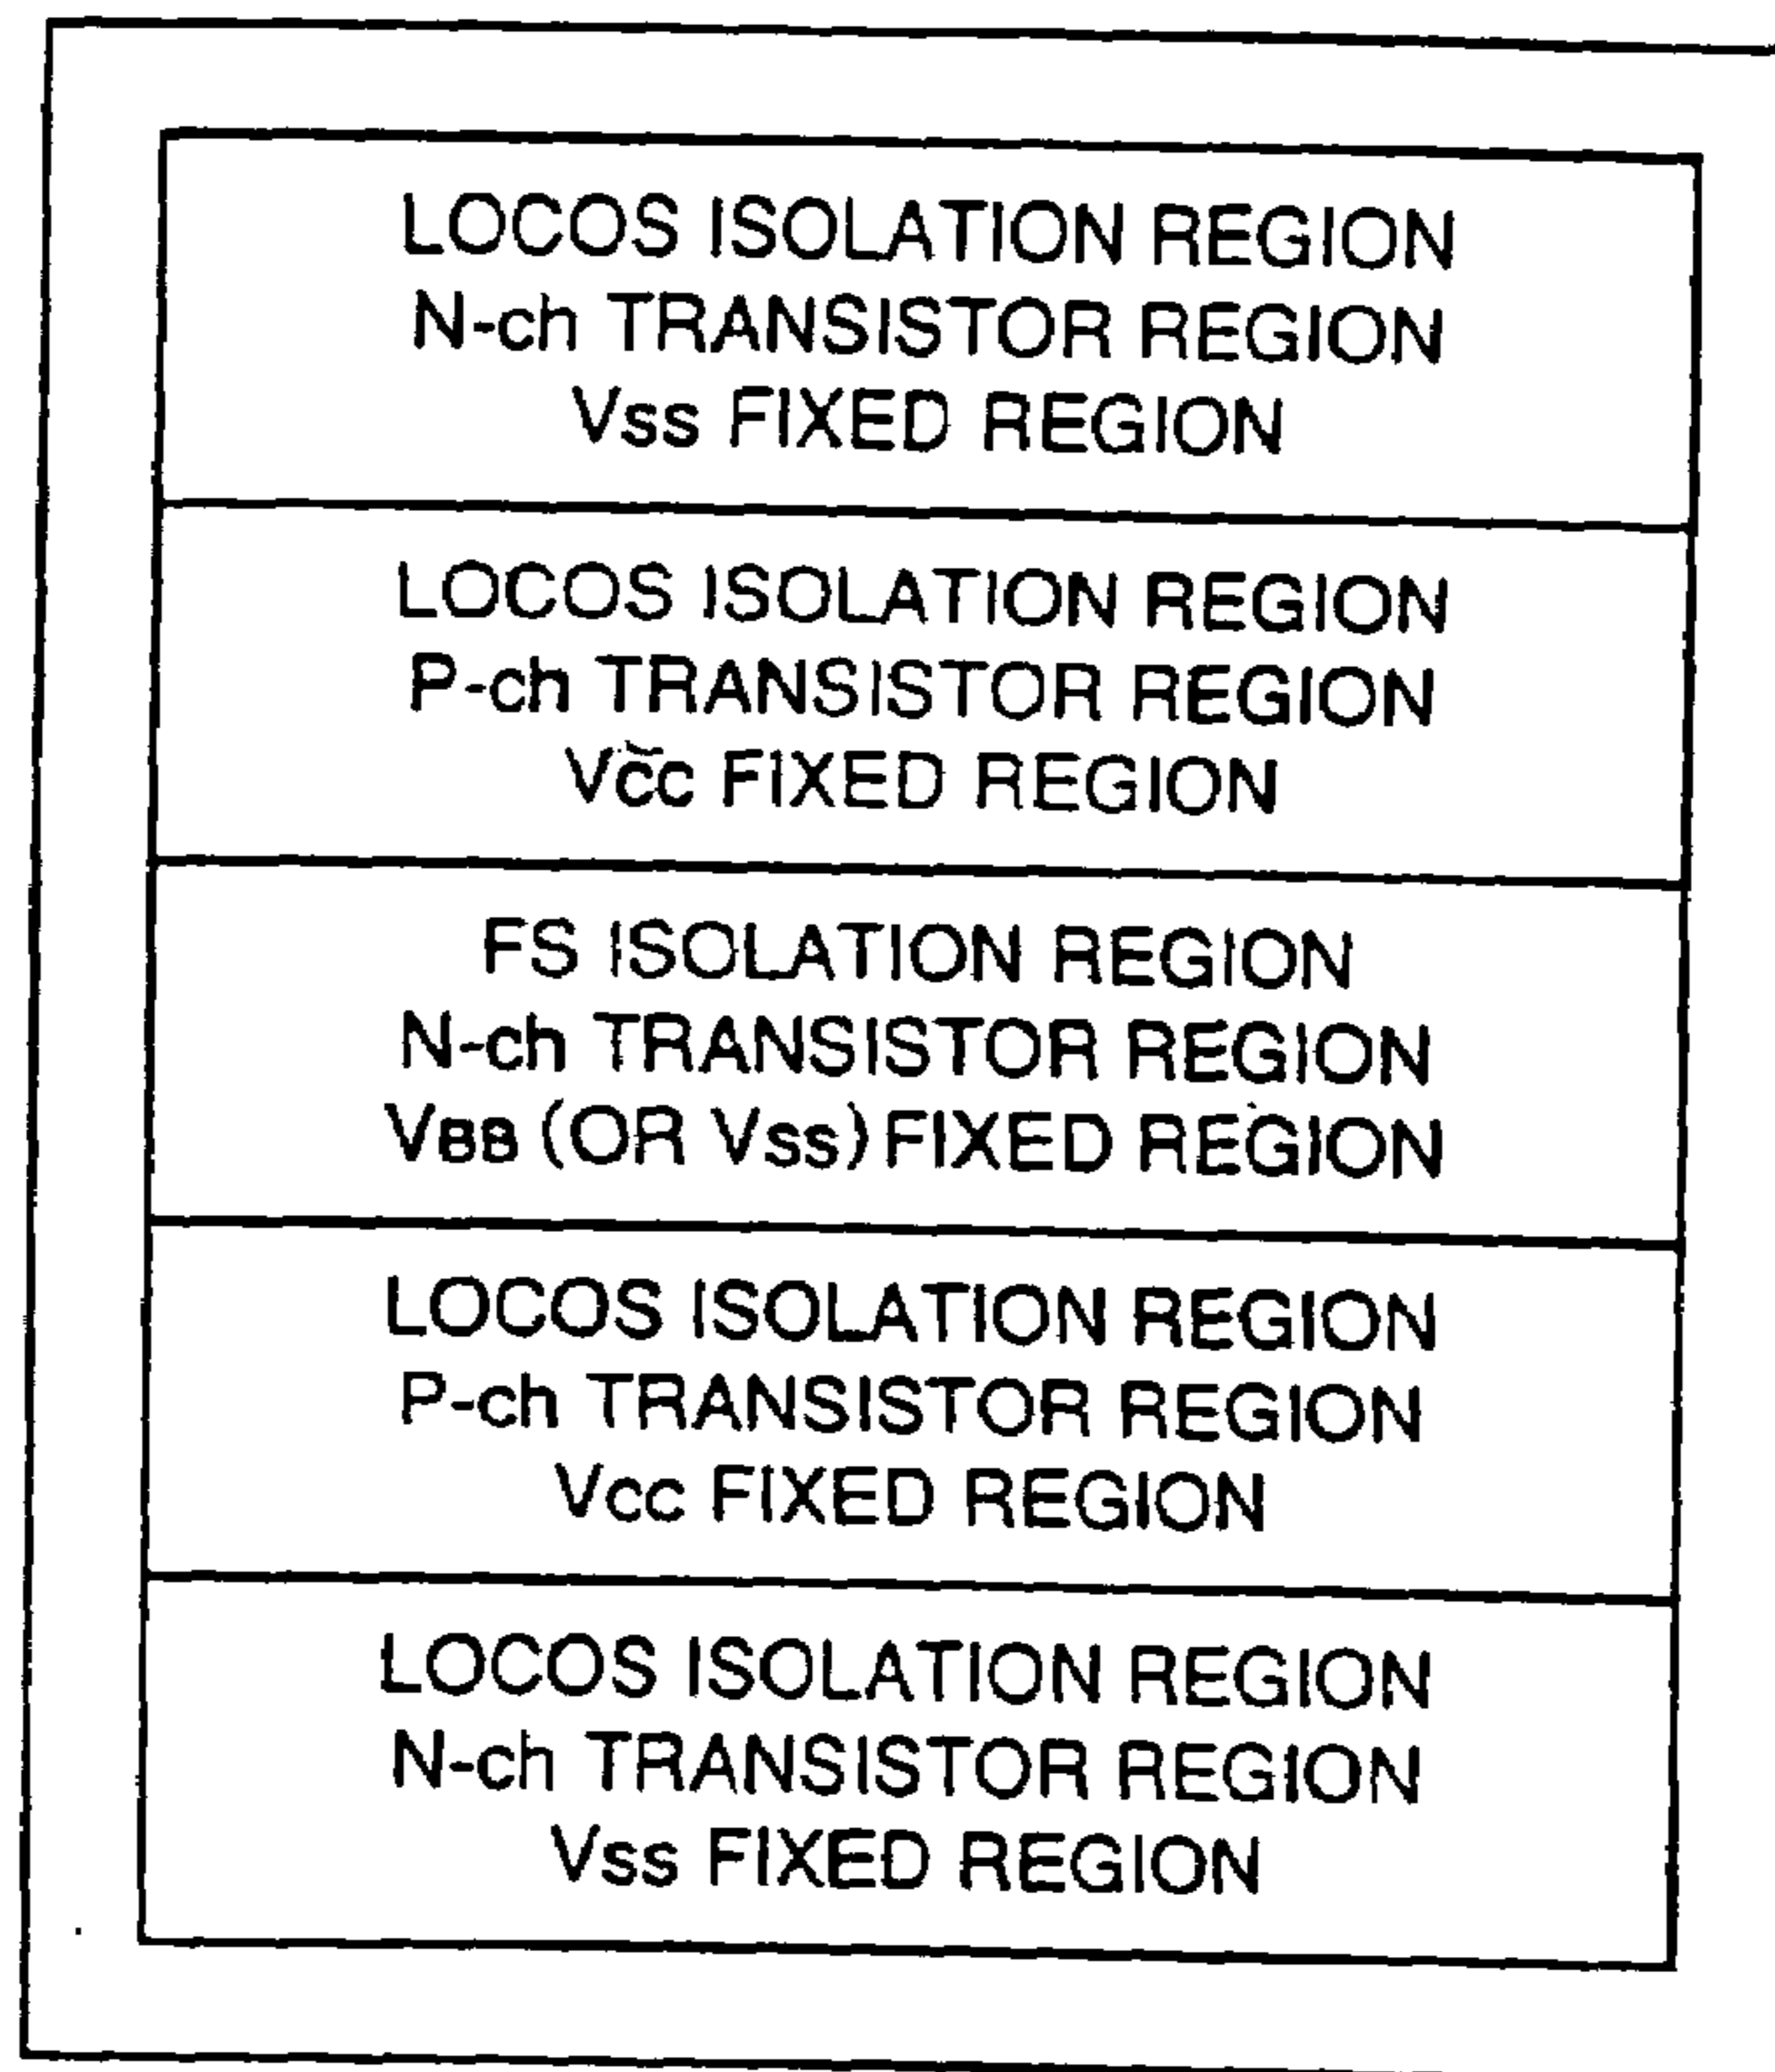 LOCOS ISOLATION REGION
N-ch TRANSISTOR REGION
Vss FIXED REGION
LOCOS ISOLATION REGION
P-ch TRANSISTOR REGION
Vcc FIXED REGION
FS ISOLATION REGION
N-ch TRANSISTOR REGION
VBB (OR Vss) FIXED REGION
LOCOS ISOLATION REGION
P-ch TRANSISTOR REGION
Vcc FIXED REGION
LOCOS ISOLATION REGION
N-ch TRANSISTOR REGION
Vss FIXED REGION